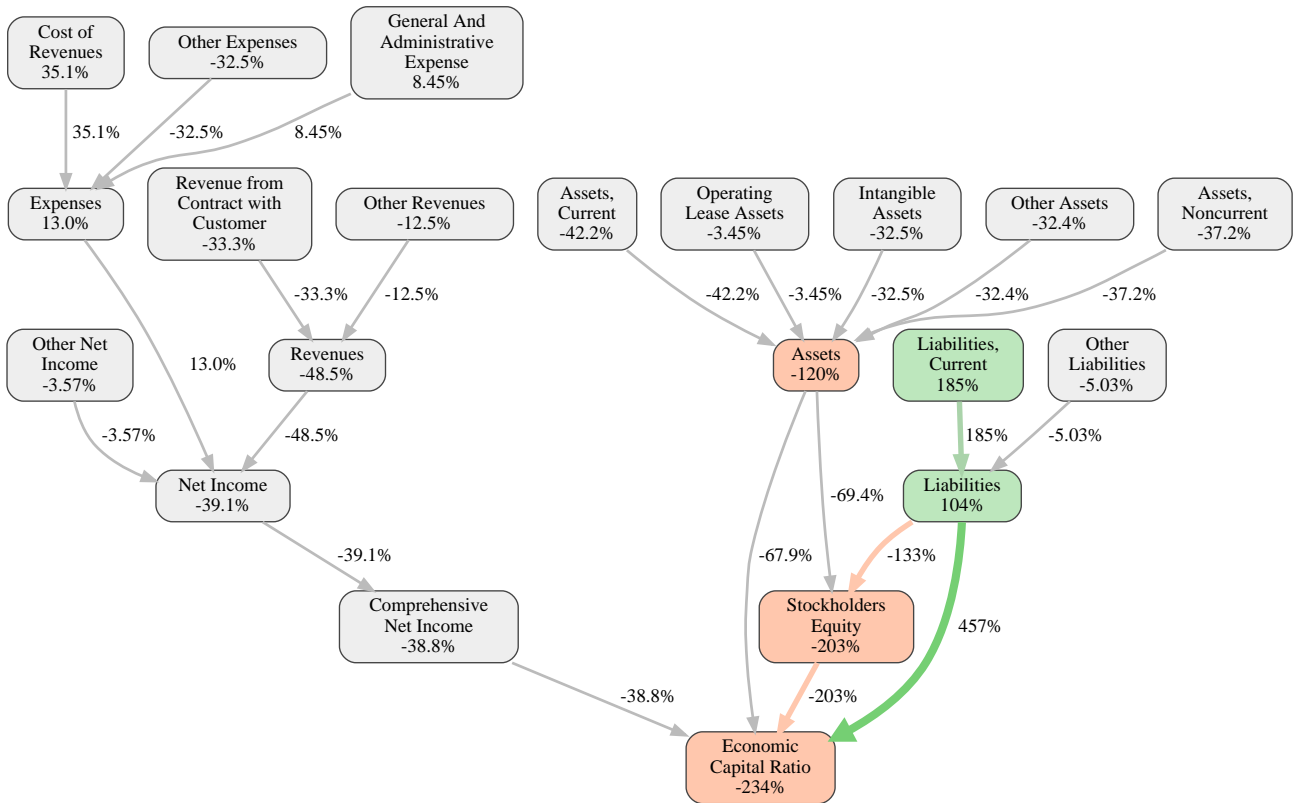 Cost of
Revenues
35.1%
Other Expenses
-32.5%
General And
Administrative
Expense
8.45%
35.1%
-32.5%
8.45%
Expenses
13.0%
Revenue from
Contract with
Customer
-33.3%
Other Revenues
-12.5%
Assets,
Current
-42.2%
Operating
Lease Assets
-3.45%
Intangible
Assets
-32.5%
Other Assets
-32.4%
Assets,
Noncurrent
-37.2%
-33.3%
-12.5%
-42.2%
-3.45%
-32.5%
-32.4%
-37.2%
Other Net
Income
-3.57%
13.0%
Revenues
-48.5%
Assets
-120%
Liabilities,
Current
185%
Other
Liabilities
-5.03%
-3.57%
-48.5%
185%
-5.03%
Net Income
-39.1%
-69.4%
Liabilities
104%
-39.1%
-67.9%
-133%
Comprehensive
Net Income
-38.8%
Stockholders
Equity
-203%
457%
-38.8%
-203%
Economic
Capital Ratio
-234%